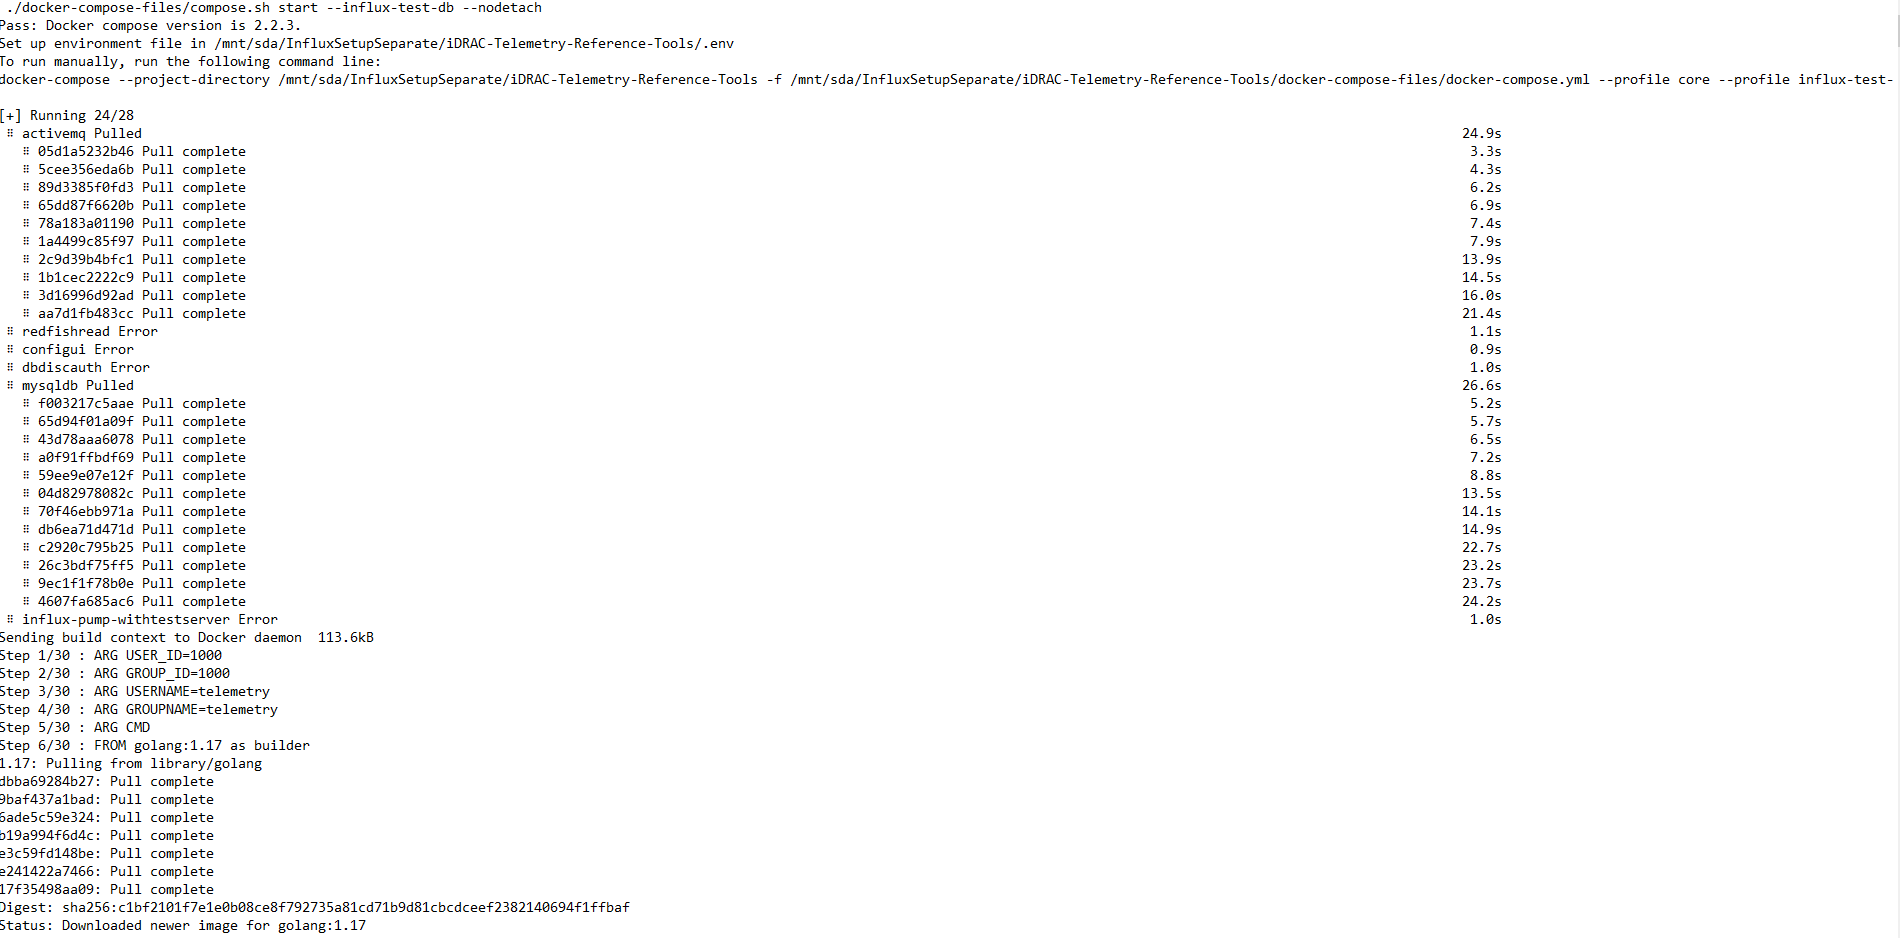 ./docker-compose-files/compose.sh start --influx-test-db --nodetach
Pass: Docker compose version is 2.2.3.
Set up environment file in /mnt/sda/InfluxSetupSeparate/iDRAC-Telemetry-Reference-Tools/.env
To run manually, run the following command line:
docker-compose --project-directory /mnt/sda/InfluxSetupSeparate/iDRAC-Telemetry-Reference-Tools -f /mnt/sda/InfluxSetupSeparate/iDRAC-Telemetry-Reference-Tools/docker-compose-files/docker-compose.yml --profile core --profile influx-test-
[+] Running 24/28
⠿ activemq Pulled 24.9s
⠿ 05d1a5232b46 Pull complete 3.3s
⠿ 5cee356eda6b Pull complete 4.3s
⠿ 89d3385f0fd3 Pull complete 6.2s
⠿ 65dd87f6620b Pull complete 6.9s
⠿ 78a183a01190 Pull complete 7.4s
⠿ 1a4499c85f97 Pull complete 7.9s
⠿ 2c9d39b4bfc1 Pull complete 13.9s
⠿ 1b1cec2222c9 Pull complete 14.5s
⠿ 3d16996d92ad Pull complete 16.0s
⠿ aa7d1fb483cc Pull complete 21.4s
⠿ redfishread Error 1.1s
⠿ configui Error 0.9s
⠿ dbdiscauth Error 1.0s
⠿ mysqldb Pulled 26.6s
⠿ f003217c5aae Pull complete 5.2s
⠿ 65d94f01a09f Pull complete 5.7s
⠿ 43d78aaa6078 Pull complete 6.5s
⠿ a0f91ffbdf69 Pull complete 7.2s
⠿ 59ee9e07e12f Pull complete 8.8s
⠿ 04d82978082c Pull complete 13.5s
⠿ 70f46ebb971a Pull complete 14.1s
⠿ db6ea71d471d Pull complete 14.9s
⠿ c2920c795b25 Pull complete 22.7s
⠿ 26c3bdf75ff5 Pull complete 23.2s
⠿ 9ec1f1f78b0e Pull complete 23.7s
⠿ 4607fa685ac6 Pull complete 24.2s
⠿ influx-pump-withtestserver Error 1.0s
Sending build context to Docker daemon  113.6kB
Step 1/30 : ARG USER_ID=1000
Step 2/30 : ARG GROUP_ID=1000
Step 3/30 : ARG USERNAME=telemetry
Step 4/30 : ARG GROUPNAME=telemetry
Step 5/30 : ARG CMD
Step 6/30 : FROM golang:1.17 as builder
1.17: Pulling from library/golang
dbba69284b27: Pull complete
9baf437a1bad: Pull complete
6ade5c59e324: Pull complete
b19a994f6d4c: Pull complete
e3c59fd148be: Pull complete
e241422a7466: Pull complete
17f35498aa09: Pull complete
Digest: sha256:c1bf2101f7e1e0b08ce8f792735a81cd71b9d81cbcdceef2382140694f1ffbaf
Status: Downloaded newer image for golang:1.17